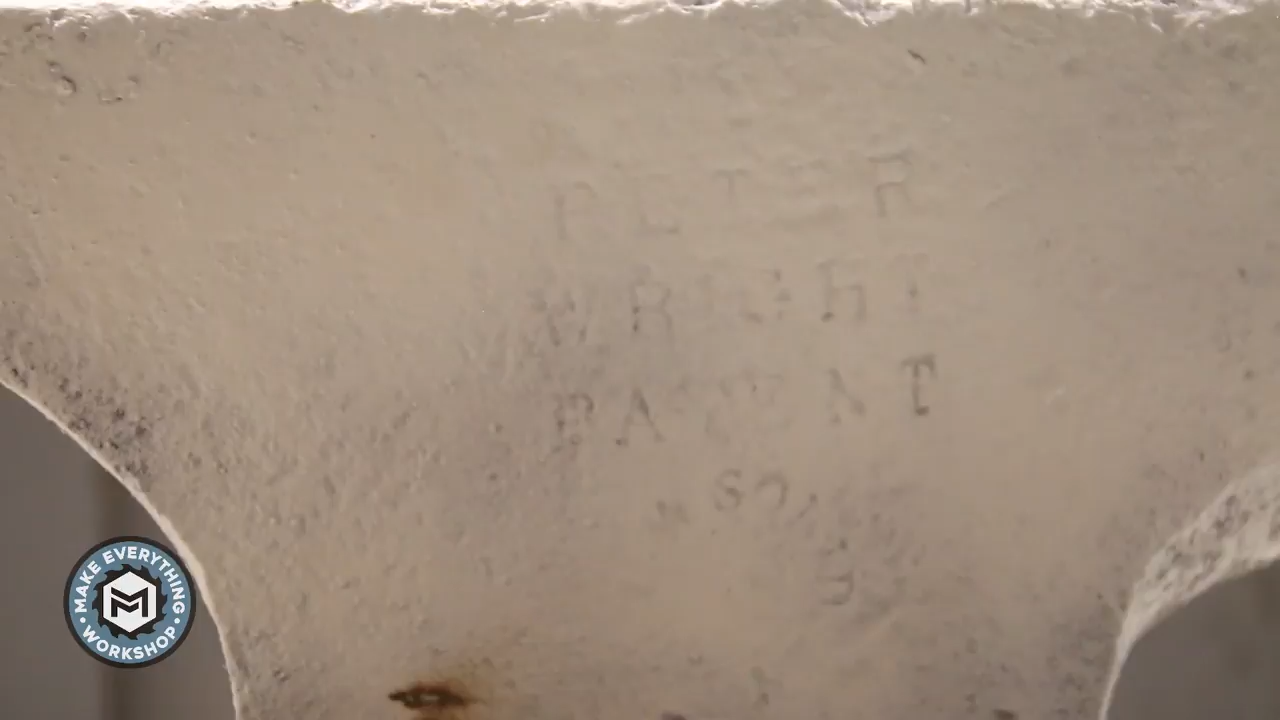 PETER
WRIGHT
PATENT
MAKE EVERYTHING
WORKSHOP